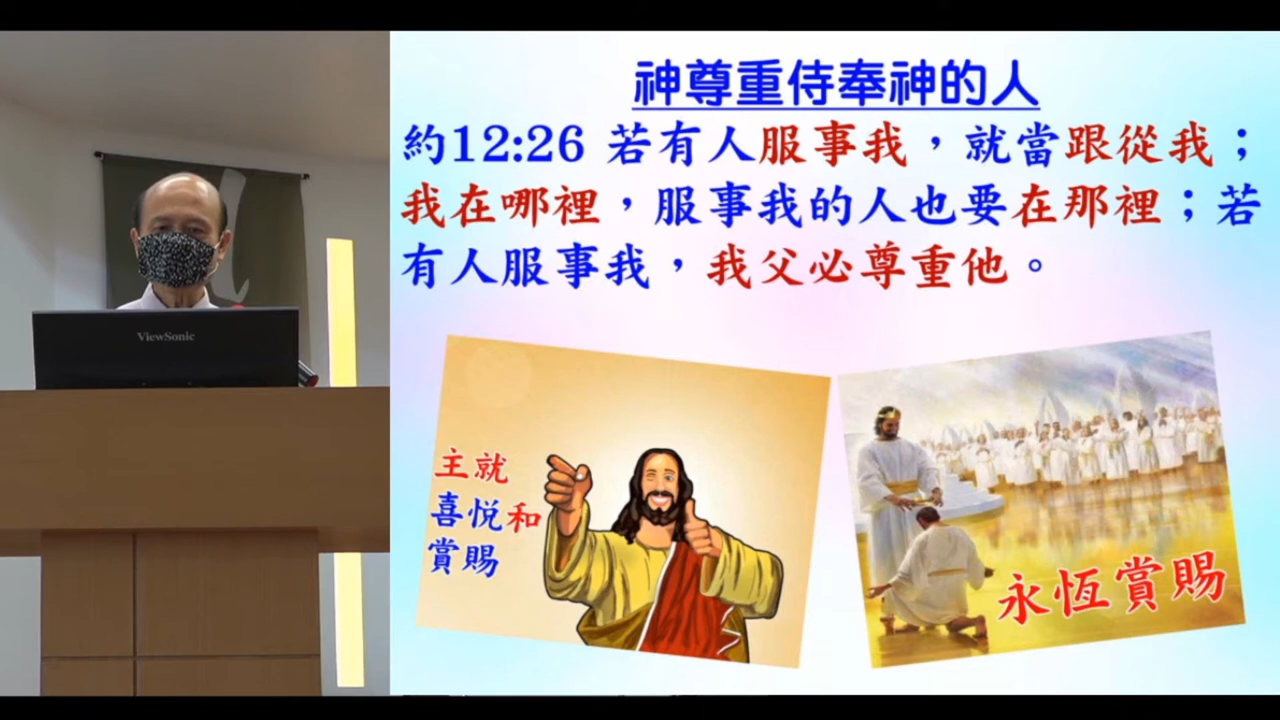 神尊重侍奉神的人
約12:26 若有人服事我，就當跟從我；
我在哪裡，服事我的人也要在那裡；若
有人服事我，我父必尊重他。
主就
喜悅和
賞賜
永恆賞賜
ViewSonic